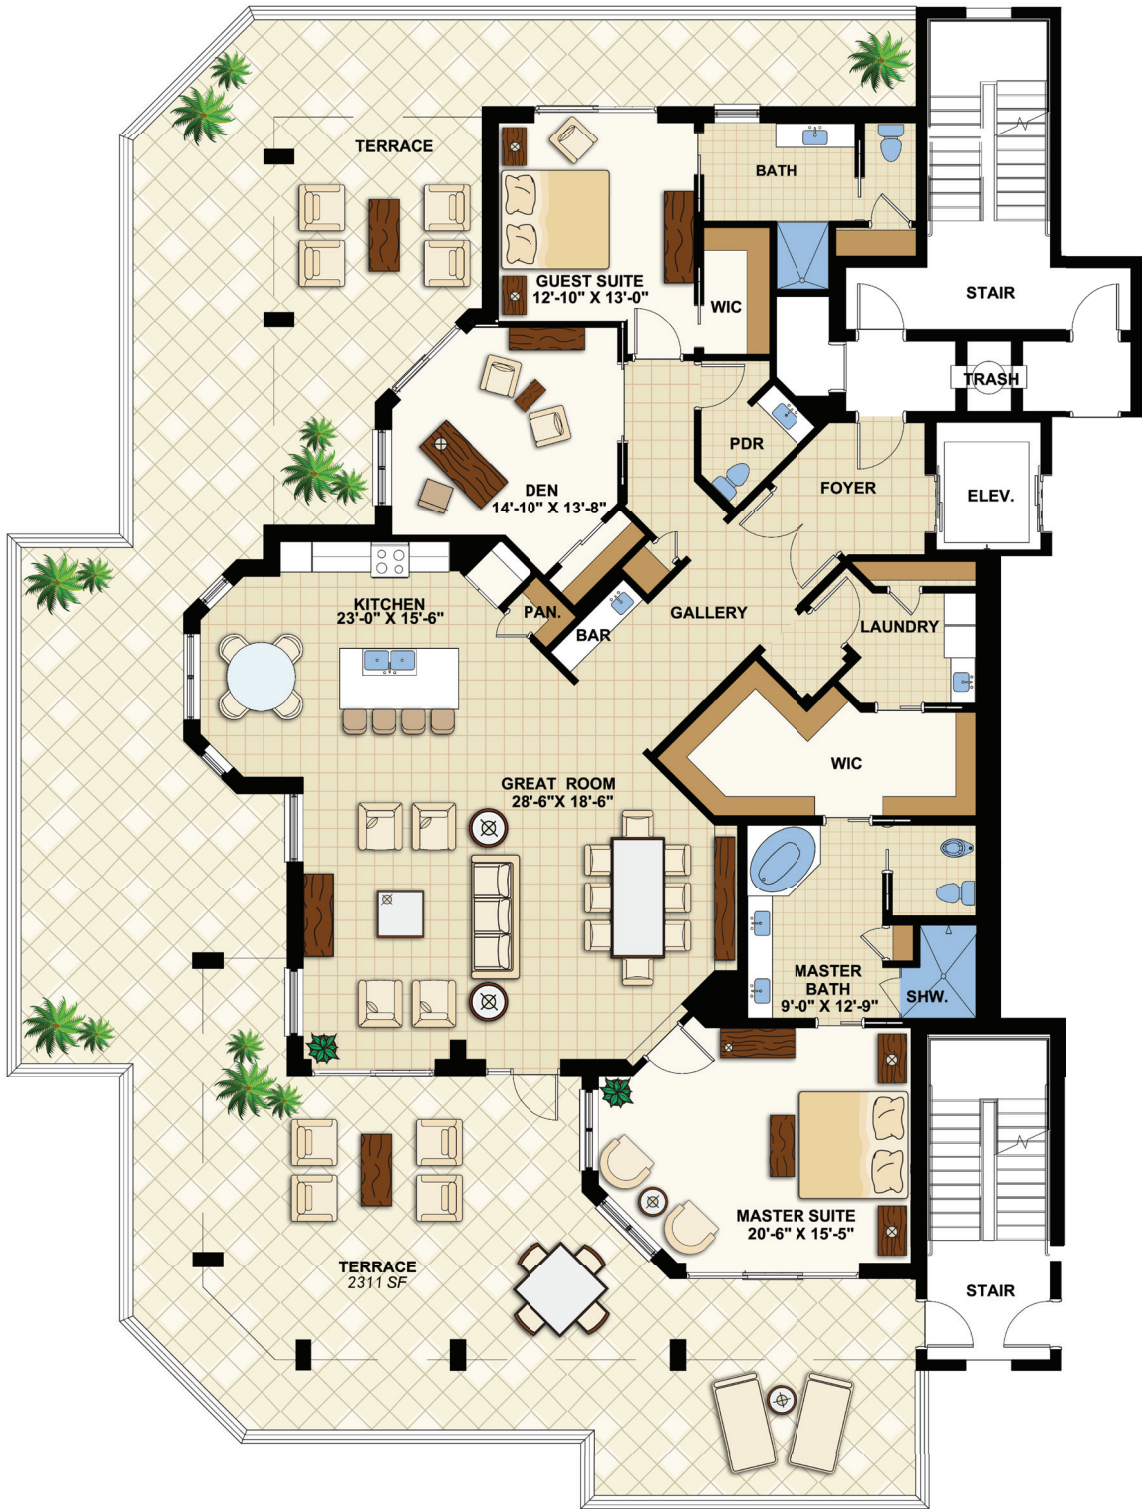 TERRACE
BATH
GUEST SUITE
12'-10" X 13'-0"
WIC
STAIR
TRASH
PDR
FOYER
ELEV.
DEN
14'-10" X 13'-8"
KITCHEN
23'-0" X 15'-6"
PAN.
BAR
GALLERY
LAUNDRY
WIC
GREAT ROOM
28'-6"X 18'-6"
MASTER
BATH
9'-0" X 12'-9"
SHW.
MASTER SUITE
20'-6" X 15'-5"
TERRACE
2311 SF
STAIR